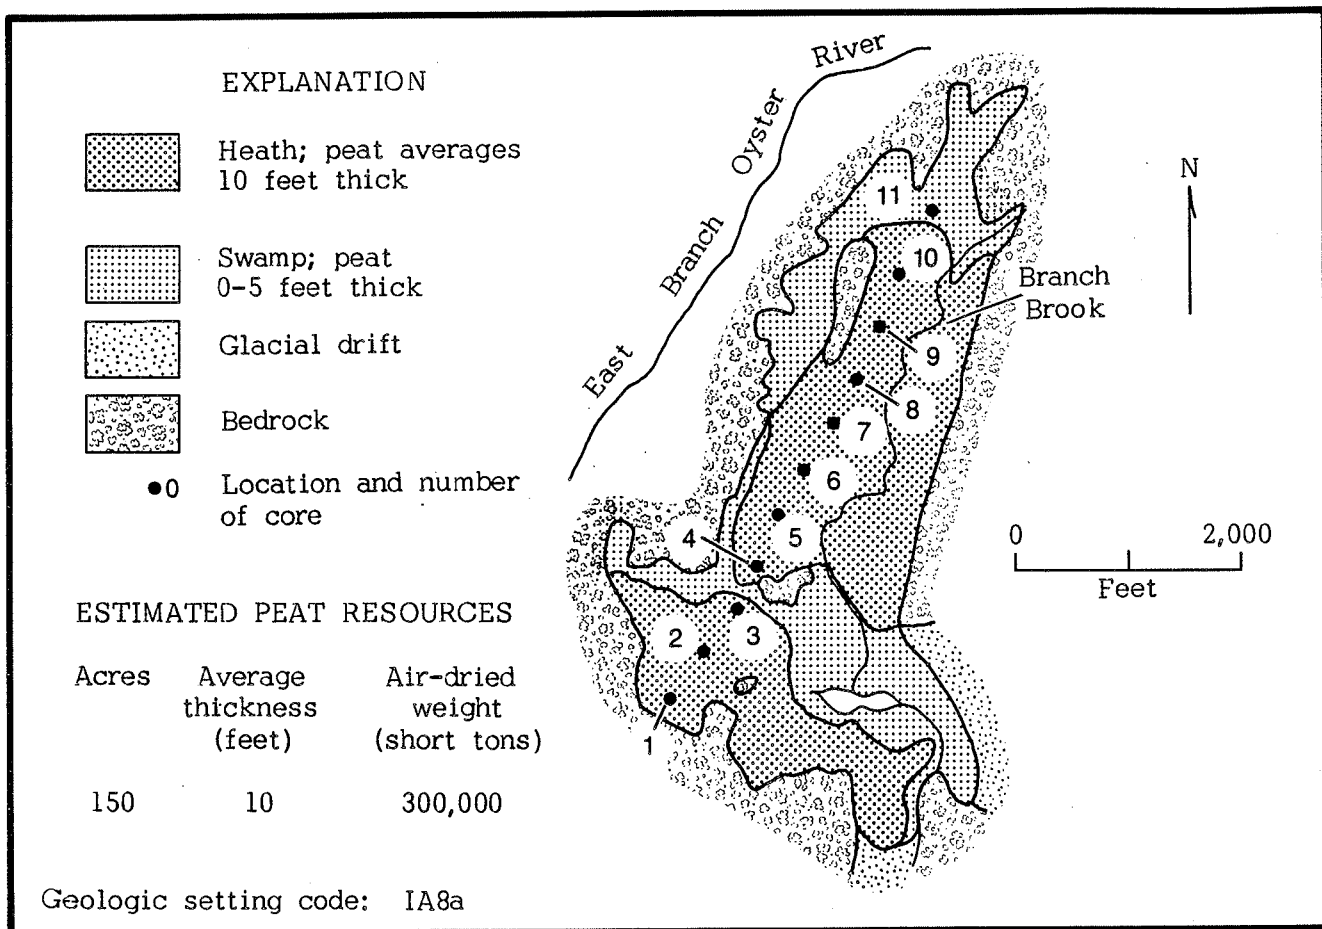 EXPLANATION
Heath; peat averages
10 feet thick
Swamp; peat
0-5 feet thick
Glacial drift
Bedrock
0 Location and number
of core
ESTIMATED PEAT RESOURCES
Acres Average Air-dried
thickness weight
(feet) (short tons)
150 10 300,000
Geologic setting code: IA8a
East Branch Oyster River
N
Branch
Brook
11
10
9
8
7
6
5
4
3
2
1
0 2,000
Feet